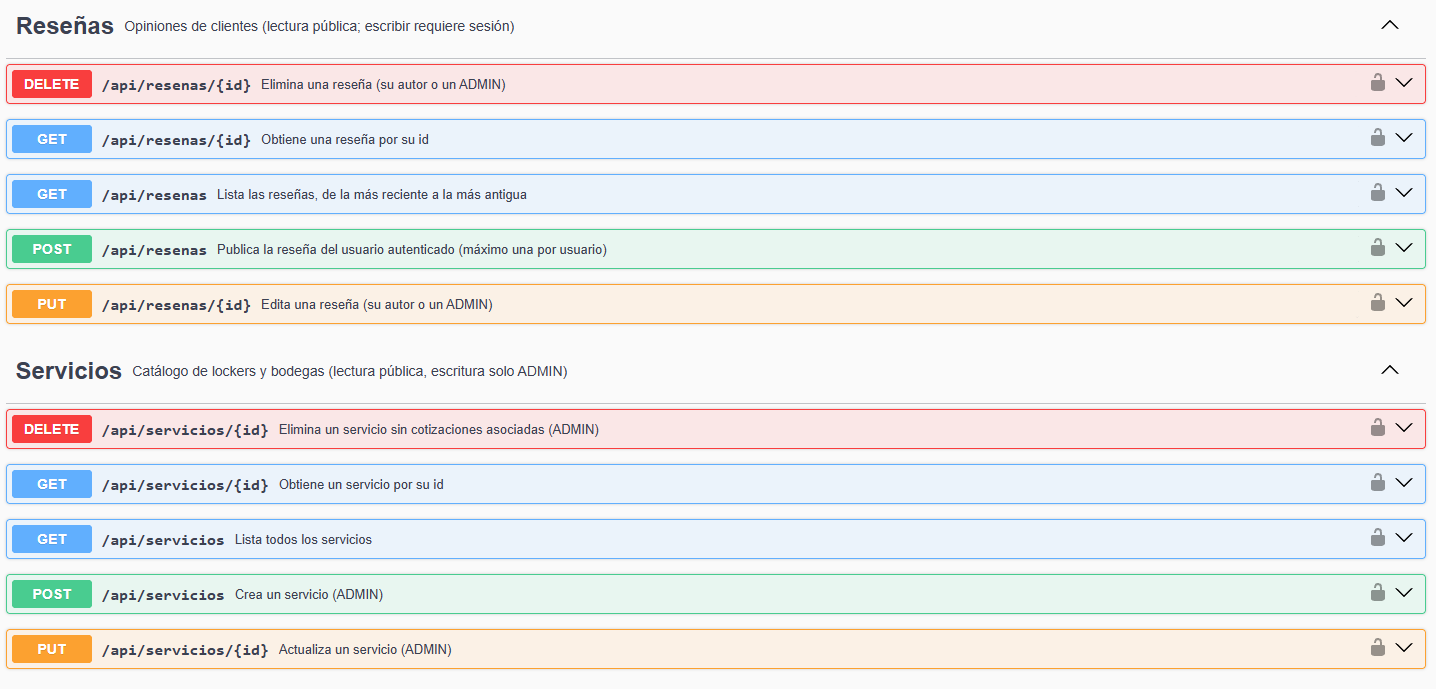 Reseñas Opiniones de clientes (lectura pública; escribir requiere sesión)
DELETE /api/resenas/{id} Elimina una reseña (su autor o un ADMIN)
GET /api/resenas/{id} Obtiene una reseña por su id
GET /api/resenas Lista las reseñas, de la más reciente a la más antigua
POST /api/resenas Publica la reseña del usuario autenticado (máximo una por usuario)
PUT /api/resenas/{id} Edita una reseña (su autor o un ADMIN)
Servicios Catálogo de lockers y bodegas (lectura pública, escritura solo ADMIN)
DELETE /api/servicios/{id} Elimina un servicio sin cotizaciones asociadas (ADMIN)
GET /api/servicios/{id} Obtiene un servicio por su id
GET /api/servicios Lista todos los servicios
POST /api/servicios Crea un servicio (ADMIN)
PUT /api/servicios/{id} Actualiza un servicio (ADMIN)